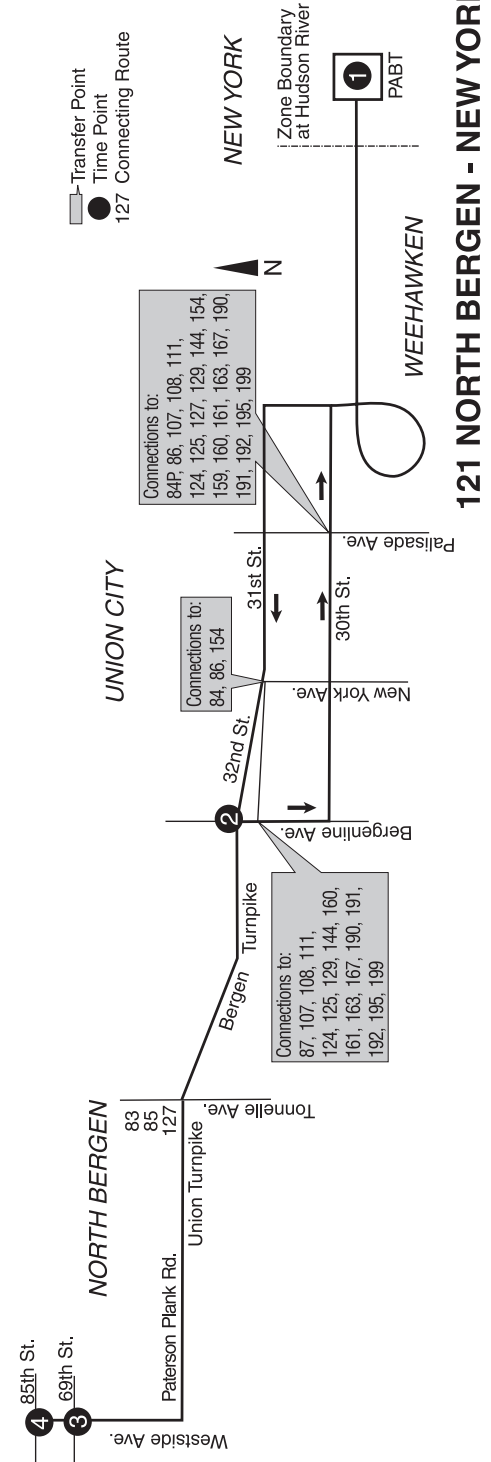 Transfer Point
Time Point
127 Connecting Route
NEW YORK
Zone Boundary
at Hudson River
1
PABT
N
WEEHAWKEN
121 NORTH BERGEN - NEW YOR
Connections to:
84P, 86, 107, 108, 111,
124, 125, 127, 129, 144, 154,
159, 160, 161, 163, 167, 190,
191, 192, 195, 199
UNION CITY
31st St.
30th St.
Palisade Ave.
Connections to:
84, 86, 154
32nd St.
New York Ave.
2
Bergenline Ave.
Connections to:
87, 107, 108, 111,
124, 125, 129, 144, 160,
161, 163, 167, 190, 191,
192, 195, 199
Bergen Turnpike
NORTH BERGEN
83
85
127
Tonnelle Ave.
Union Turnpike
Paterson Plank Rd.
85th St.
4
69th St.
3
Westside Ave.